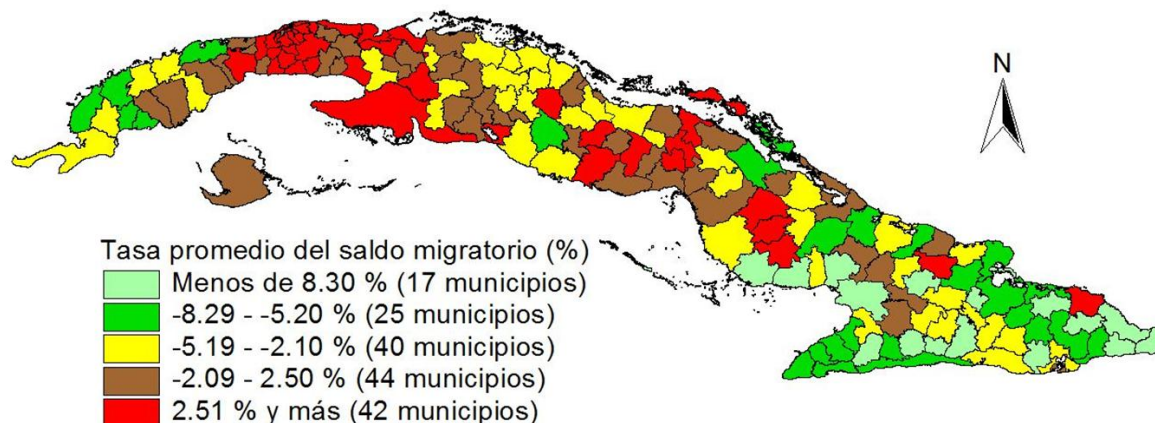 N
Tasa promedio del saldo migratorio (%)
Menos de 8.30 % (17 municipios)
-8.29 - -5.20 % (25 municipios)
-5.19 - -2.10 % (40 municipios)
-2.09 - 2.50 % (44 municipios)
2.51 % y más (42 municipios)